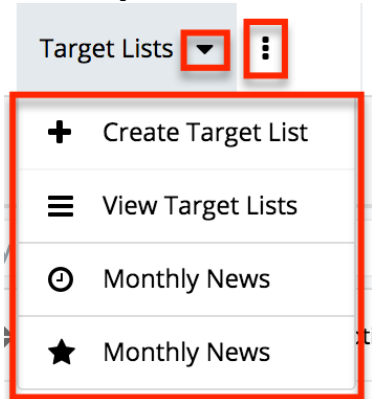 Target Lists
Create Target List
View Target Lists
Monthly News
Monthly News